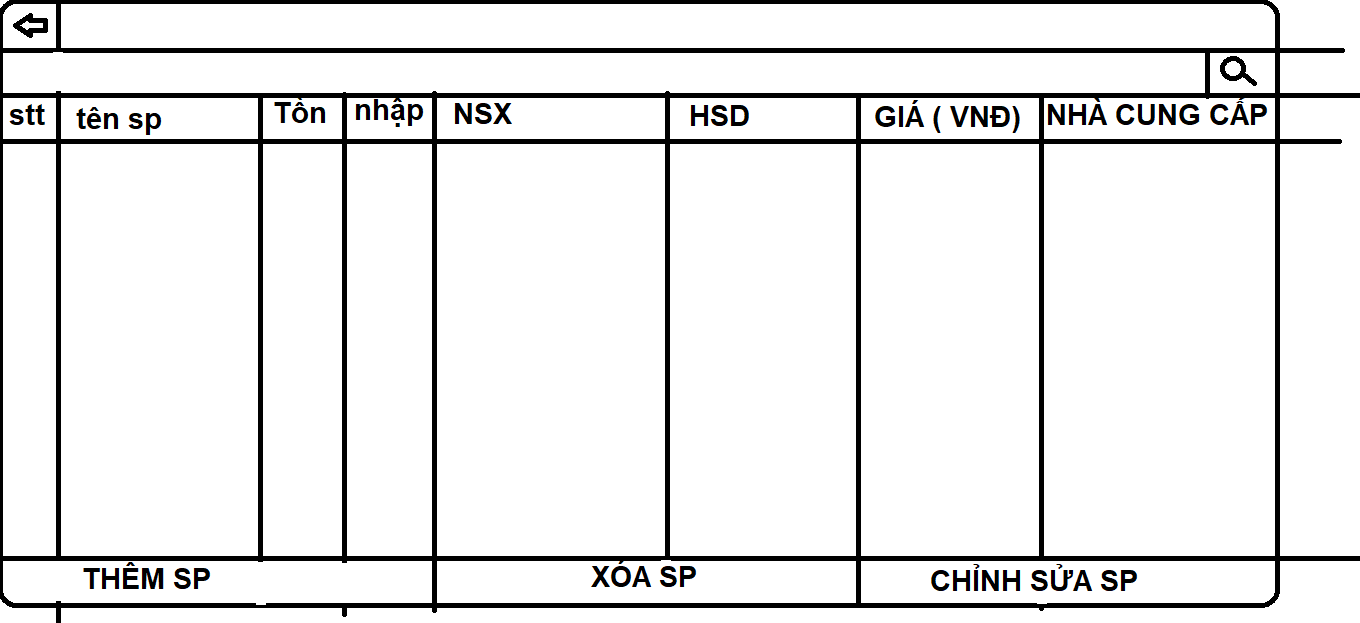 stt tên sp Tồn nhập NSX HSD GIÁ ( VNĐ) NHÀ CUNG CẤP
THÊM SP XÓA SP CHỈNH SỬA SP